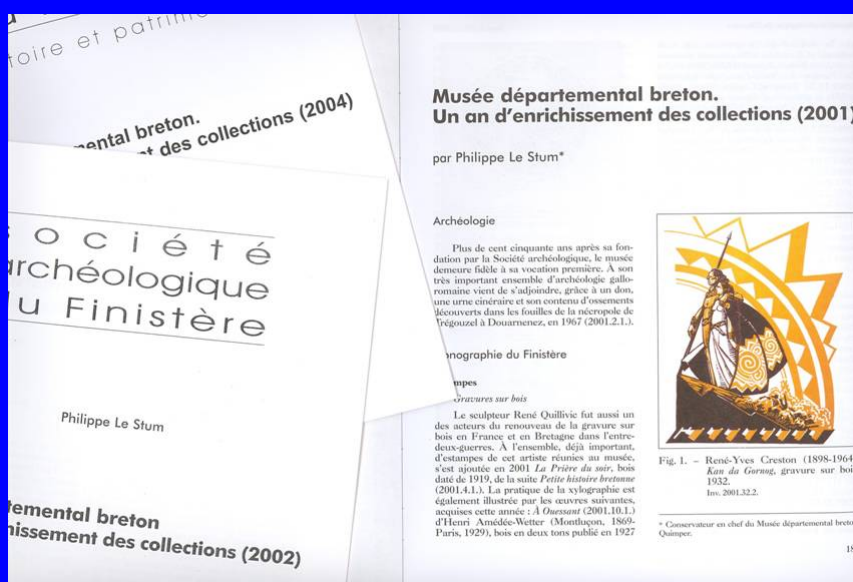 toire et patrim
mental breton.
nt des collections (2004)
société
archéologique
du Finistère
Philippe Le Stum
temental breton
hissement des collections (2002)
Musée départemental breton.
Un an d'enrichissement des collections (2001)
par Philippe Le Stum*
Archéologie
Plus de cent cinquante ans après sa fon-
dation par la Société archéologique, le musée
demeure fidèle à sa vocation première. À son
très important ensemble d'archéologie gallo-
romaine vient de s'adjoindre, grâce à un don,
une urne cinéraire et son contenu d'ossements
découverts dans les fouilles de la nécropole de
Trégouzel à Douarnenez, en 1967 (2001.2.1.).
nographie du Finistère
mpes
Gravures sur bois
Le sculpteur René Quillivic fut aussi un
des acteurs du renouveau de la gravure sur
bois en France et en Bretagne dans l'entre-
deux-guerres. À l'ensemble, déjà important,
d'estampes de cet artiste réunies au musée,
s'est ajoutée en 2001 La Prière du soir, bois
daté de 1919, de la suite Petite histoire bretonne
(2001.4.1.). La pratique de la xylographie est
également illustrée par les œuvres suivantes,
acquises cette année : À Ouessant (2001.10.1.)
d'Henri Amédée-Wetter (Montluçon, 1869-
Paris, 1929), bois en deux tons publié en 1927
Fig. 1. – René-Yves Creston (1898-1964
Kan da Gornog, gravure sur boi
1932.
Inv. 2001.32.2.
* Conservateur en chef du Musée départemental breto
Quimper.
18